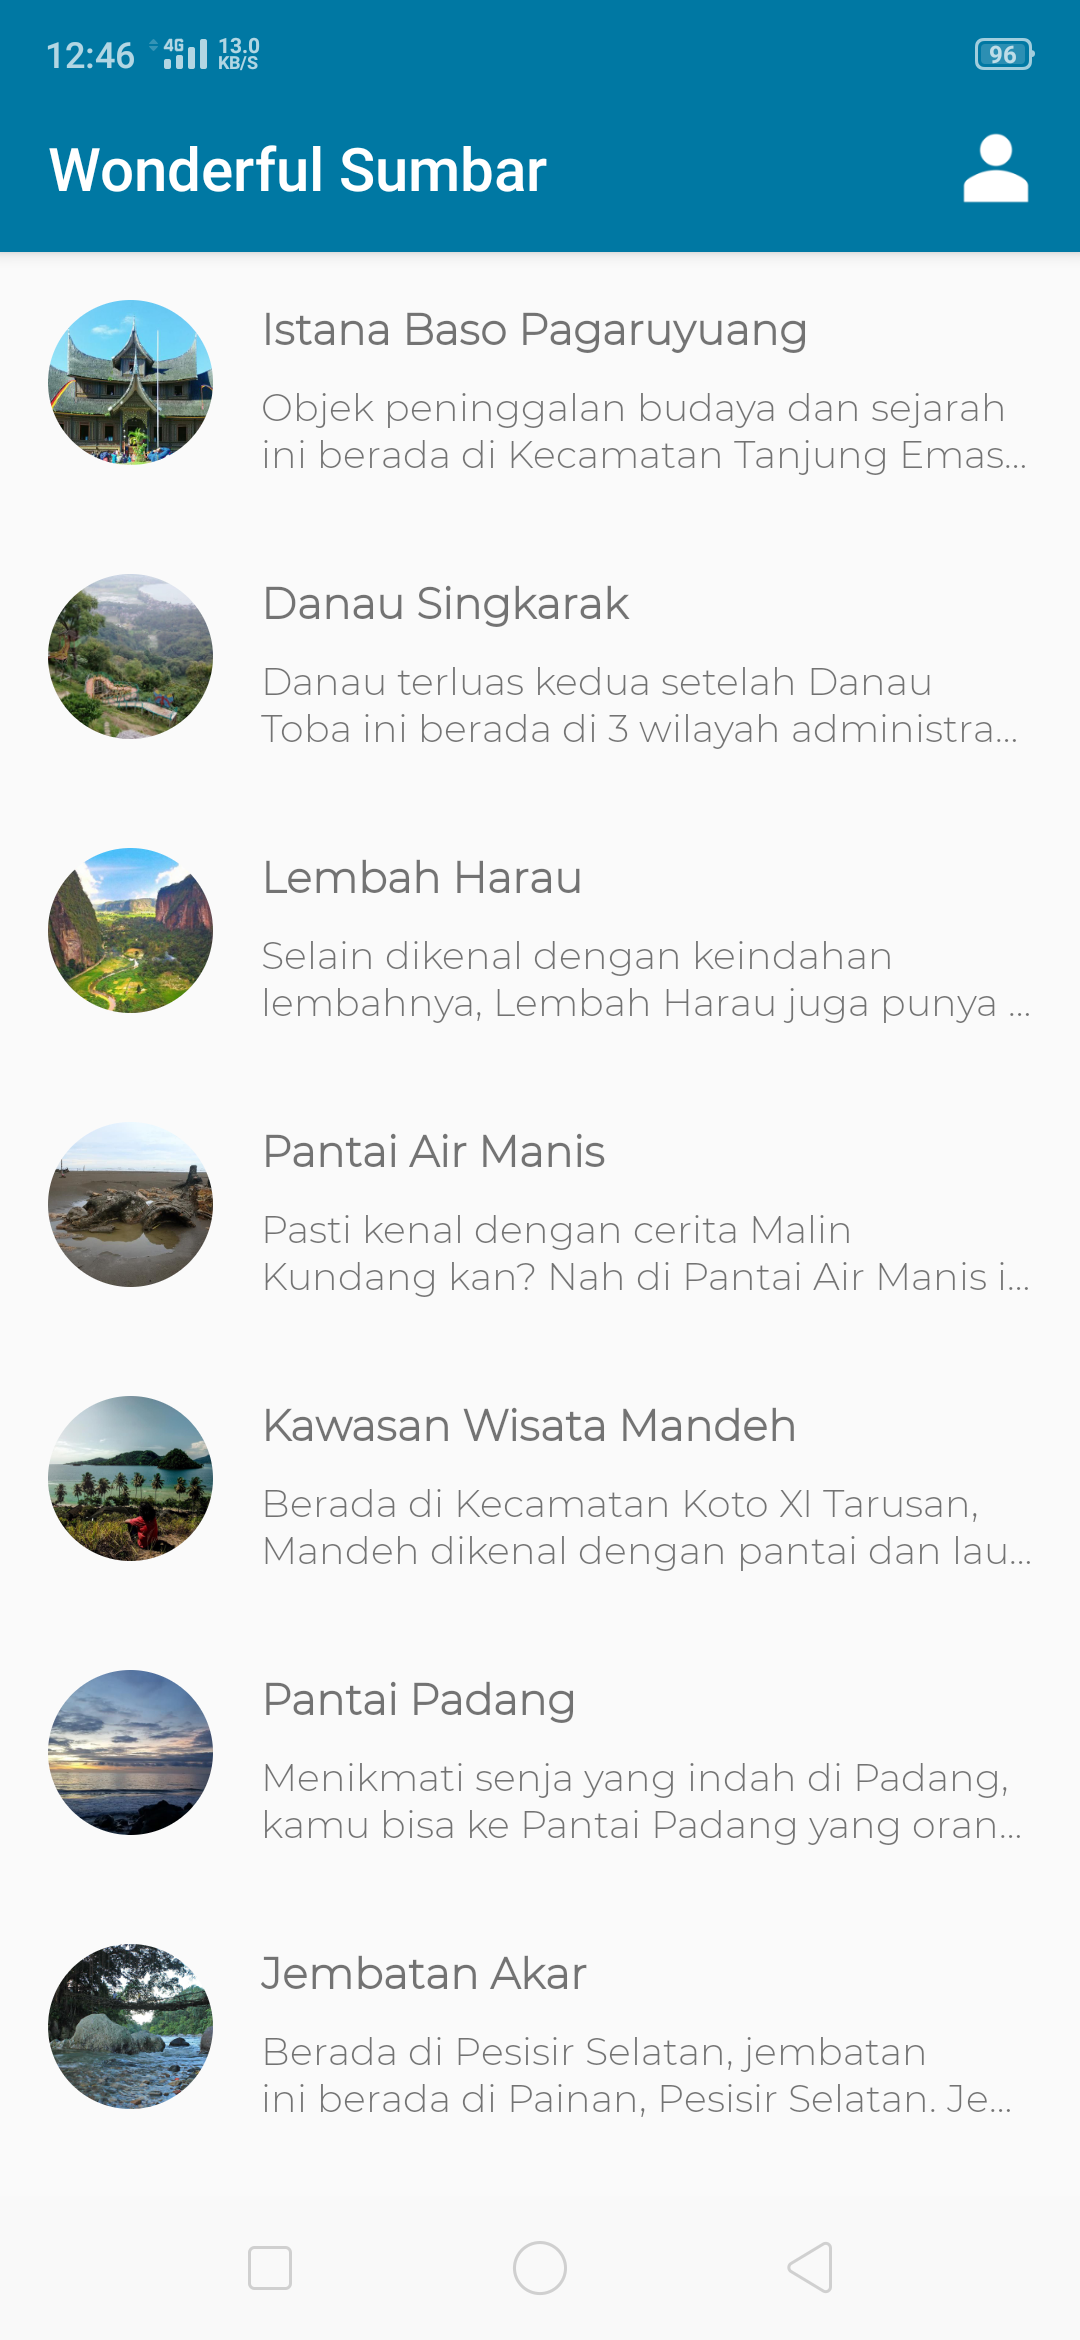 12:46 4G 13.0 KB/S 96
Wonderful Sumbar
Istana Baso Pagaruyuang
Objek peninggalan budaya dan sejarah
ini berada di Kecamatan Tanjung Emas...
Danau Singkarak
Danau terluas kedua setelah Danau
Toba ini berada di 3 wilayah administra...
Lembah Harau
Selain dikenal dengan keindahan
lembahnya, Lembah Harau juga punya ...
Pantai Air Manis
Pasti kenal dengan cerita Malin
Kundang kan? Nah di Pantai Air Manis i...
Kawasan Wisata Mandeh
Berada di Kecamatan Koto XI Tarusan,
Mandeh dikenal dengan pantai dan lau...
Pantai Padang
Menikmati senja yang indah di Padang,
kamu bisa ke Pantai Padang yang oran...
Jembatan Akar
Berada di Pesisir Selatan, jembatan
ini berada di Painan, Pesisir Selatan. Je...